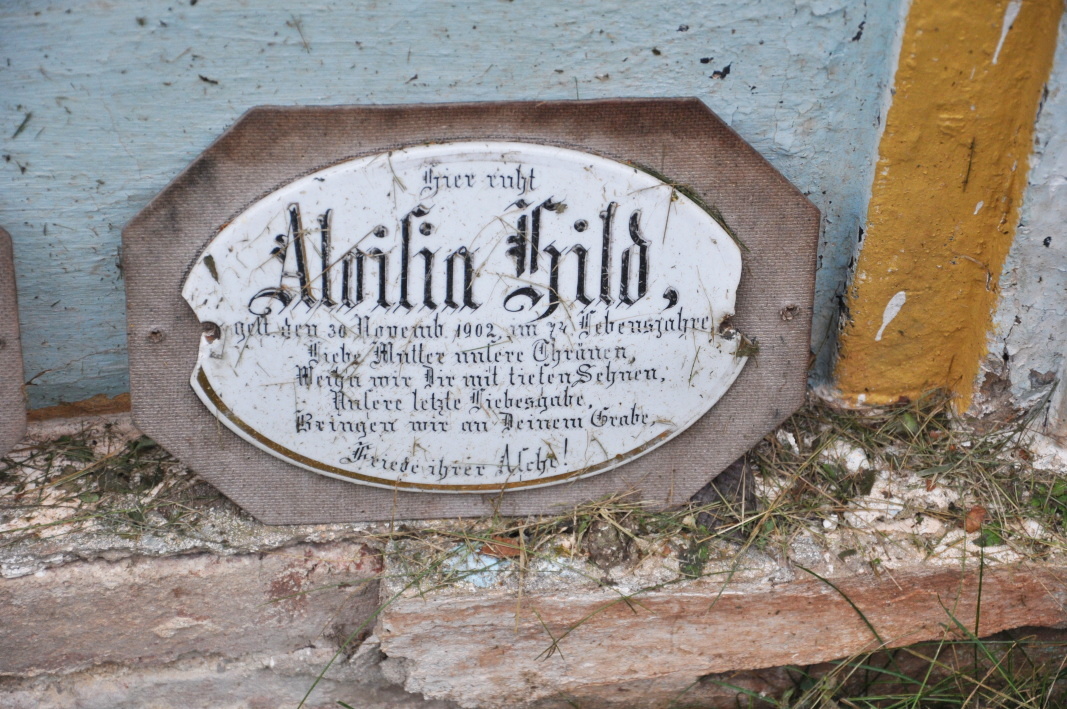 Hier ruht
Aloisia Hild,
gest. den 30 Novemb. 1902, im 74. Lebensjahre.
Liebe Mutter unsere Thränen,
Weihn wir Dir mit tiefen Sehnen,
Unsere letzte Liebesgabe,
Bringen wir an Deinem Grabe,
Friede ihrer Asche!